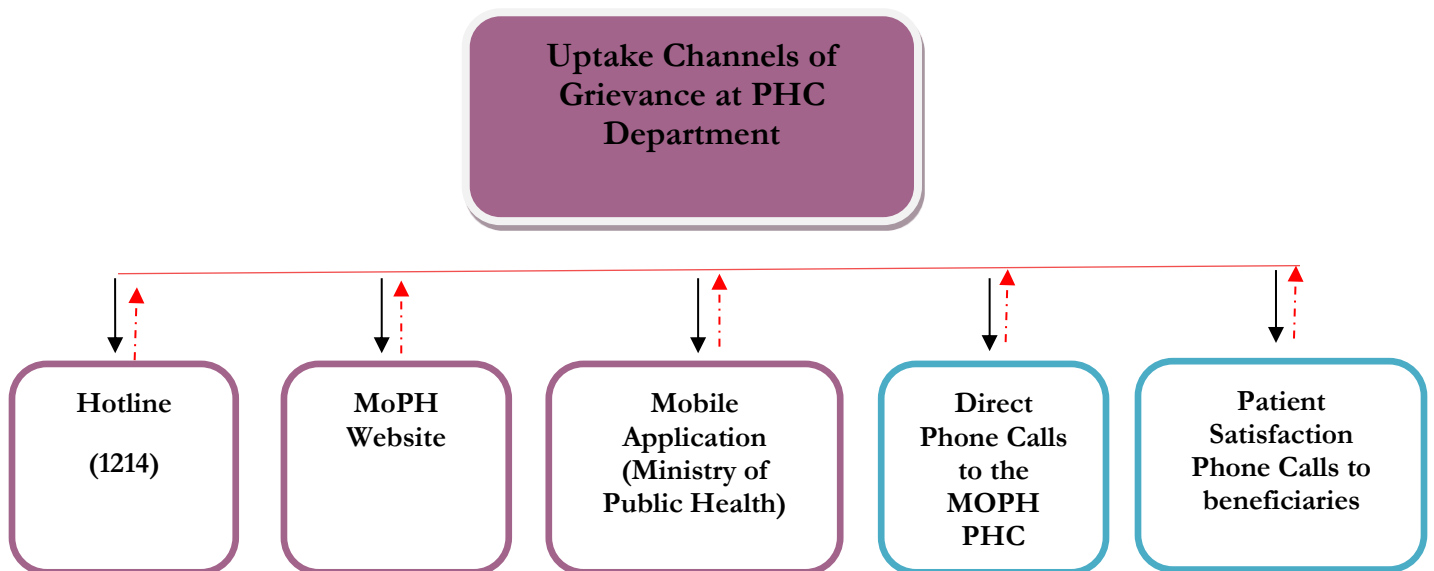 Uptake Channels of
Grievance at PHC
Department
Hotline
(1214)
MoPH
Website
Mobile
Application
(Ministry of
Public Health)
Direct
Phone Calls
to the
MOPH
PHC
Patient
Satisfaction
Phone Calls to
beneficiaries